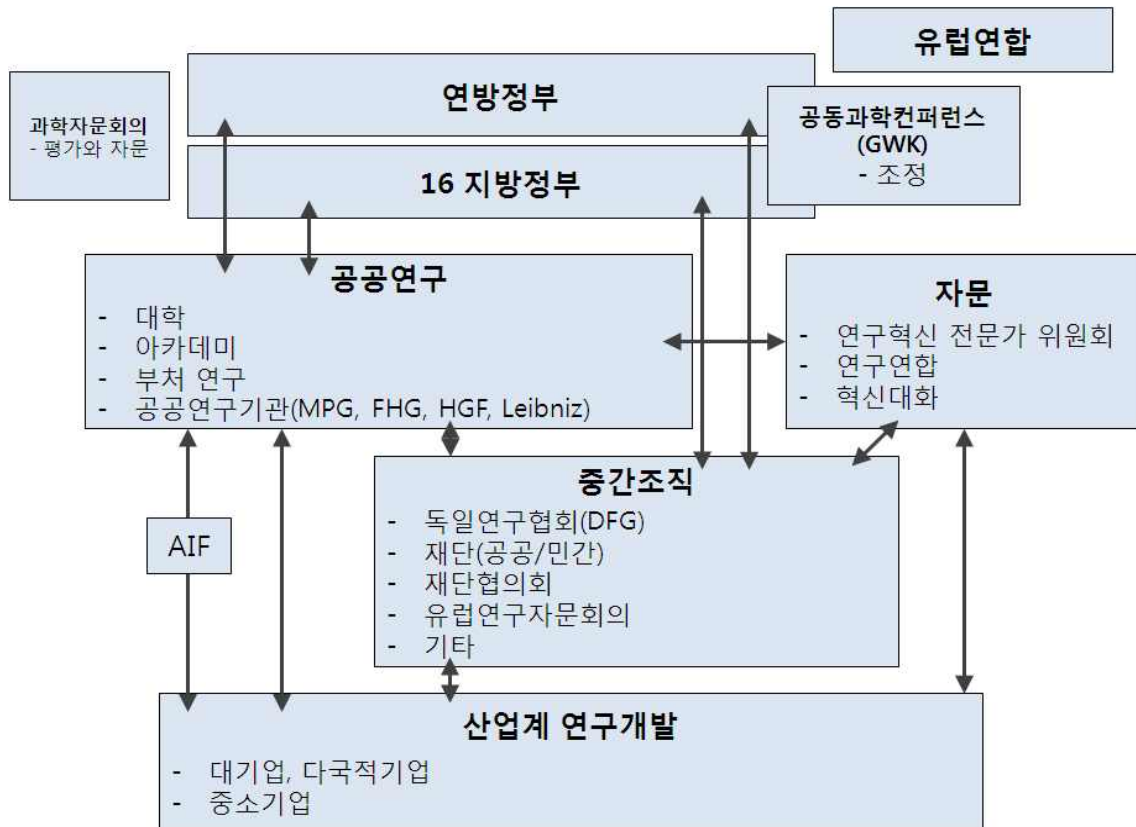 유럽연합
연방정부
과학자문회의
- 평가와 자문
공동과학컨퍼런스
(GWK)
- 조정
16 지방정부
공공연구
- 대학
- 아카데미
- 부처 연구
- 공공연구기관(MPG, FHG, HGF, Leibniz)
자문
- 연구혁신 전문가 위원회
- 연구연합
- 혁신대화
중간조직
- 독일연구협회(DFG)
- 재단(공공/민간)
- 재단협의회
- 유럽연구자문회의
- 기타
AIF
산업계 연구개발
- 대기업, 다국적기업
- 중소기업